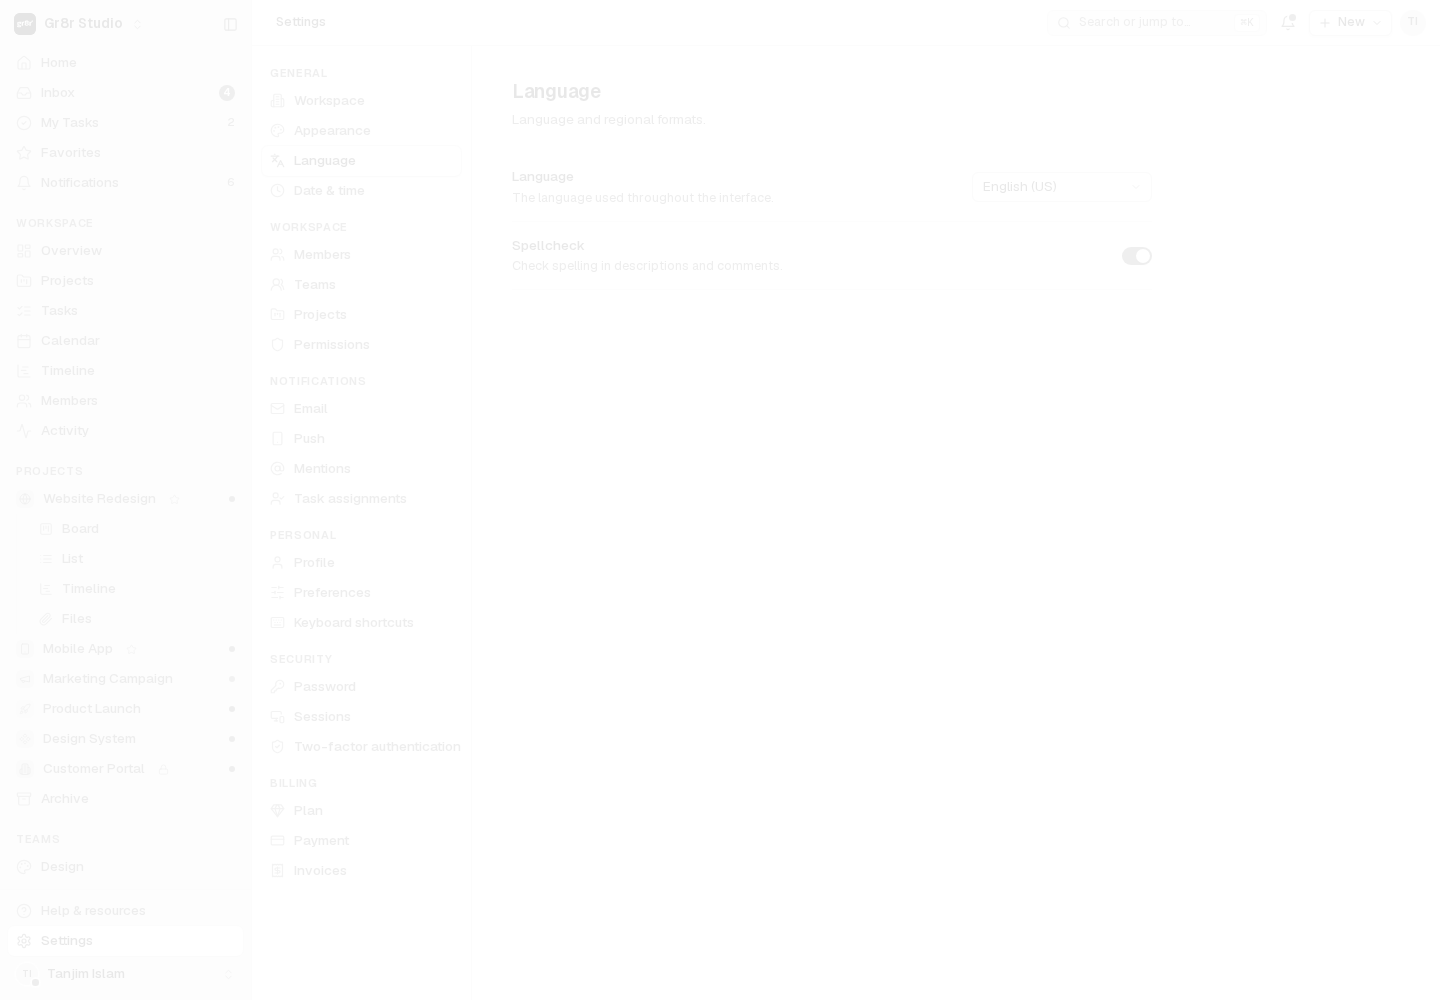 Gr8r Studio
Home
Inbox 4
My Tasks 2
Favorites
Notifications 6
WORKSPACE
Overview
Projects
Tasks
Calendar
Timeline
Members
Activity
PROJECTS
Website Redesign
Board
List
Timeline
Files
Mobile App
Marketing Campaign
Product Launch
Design System
Customer Portal
Archive
TEAMS
Design
Help & resources
Settings
TI Tanjim Islam
Settings
Search or jump to... ⌘K
New
TI
GENERAL
Workspace
Appearance
Language
Date & time
WORKSPACE
Members
Teams
Projects
Permissions
NOTIFICATIONS
Email
Push
Mentions
Task assignments
PERSONAL
Profile
Preferences
Keyboard shortcuts
SECURITY
Password
Sessions
Two-factor authentication
BILLING
Plan
Payment
Invoices
Language
Language and regional formats.
Language
The language used throughout the interface.
English (US)
Spellcheck
Check spelling in descriptions and comments.